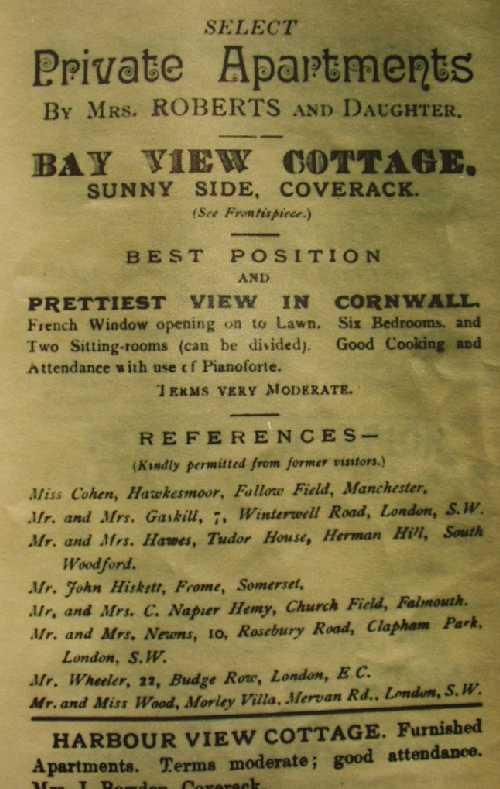 SELECT
Private Apartments
BY MRS. ROBERTS AND DAUGHTER.
BAY VIEW COTTAGE,
SUNNY SIDE, COVERACK.
(See Frontispiece.)
BEST POSITION
AND
PRETTIEST VIEW IN CORNWALL.
French Window opening on to Lawn. Six Bedrooms, and
Two Sitting-rooms (can be divided). Good Cooking and
Attendance with use of Pianoforte.
TERMS VERY MODERATE.
REFERENCES—
(Kindly permitted from former visitors.)
Miss Cohen, Hawkesmoor, Fallow Field, Manchester,
Mr. and Mrs. Gaskill, 7, Winterwell Road, London, S.W.
Mr. and Mrs. Hawes, Tudor House, Herman Hill, South
Woodford.
Mr. John Hiskett, Frome, Somerset,
Mr, and Mrs. C. Napier Hemy, Church Field, Falmouth.
Mr. and Mrs. Newns, 10, Rosebury Road, Clapham Park,
London, S.W.
Mr. Wheeler, 22, Budge Row, London, E.C.
Mr. and Miss Wood, Morley Villa, Mervan Rd., London, S.W.
HARBOUR VIEW COTTAGE. Furnished
Apartments. Terms moderate; good attendance.
Mrs. J. Bowden, Coverack.